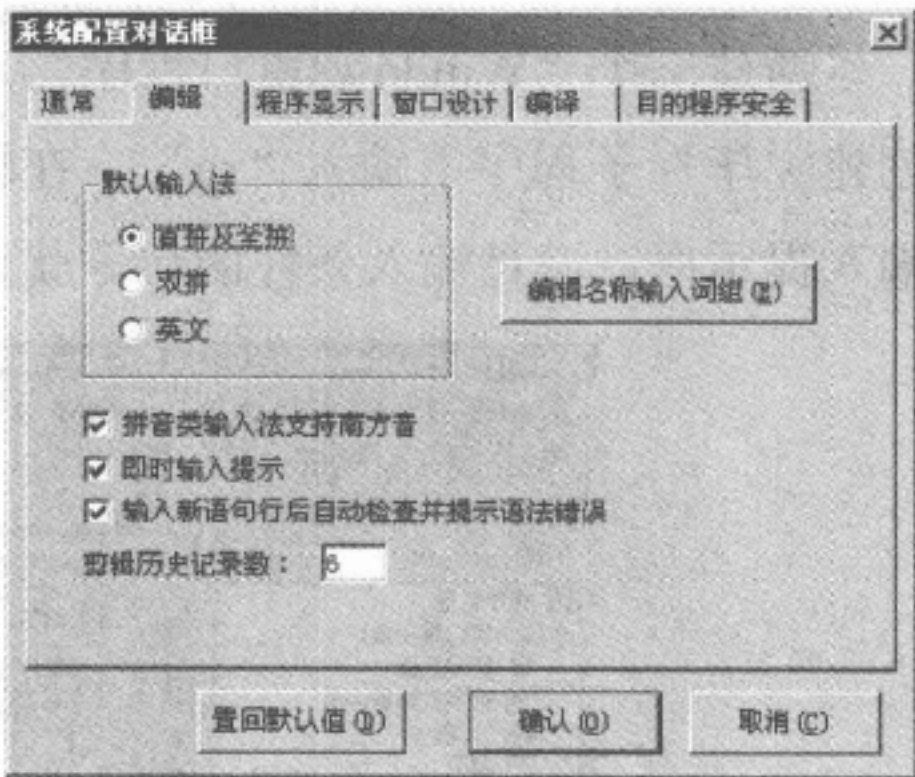 系统配置对话框
通常 编辑 程序显示 窗口设计 编译 目的程序安全
默认输入法
首拼及全拼
双拼
英文
编辑名称输入词组(E)
拼音类输入法支持南方音
即时输入提示
输入新语句行后自动检查并提示语法错误
剪辑历史记录数：
置回默认值(D) 确认(O) 取消(C)